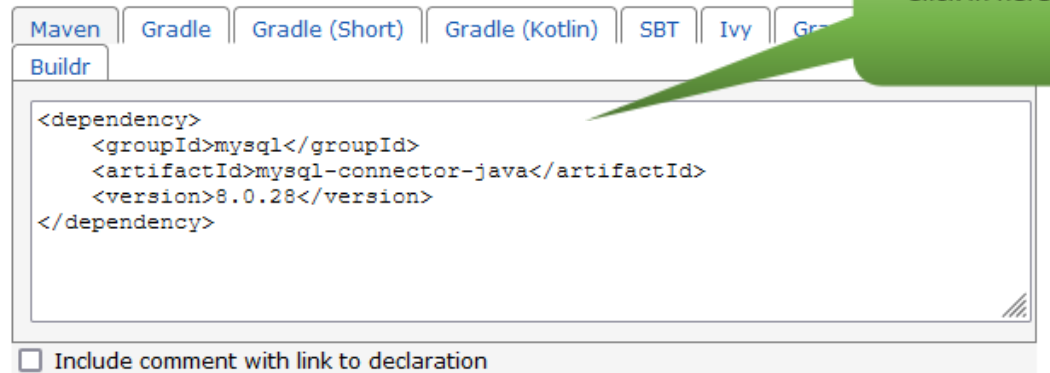 Maven Gradle Gradle (Short) Gradle (Kotlin) SBT Ivy
Buildr
<dependency>
    <groupId>mysql</groupId>
    <artifactId>mysql-connector-java</artifactId>
    <version>8.0.28</version>
</dependency>
Include comment with link to declaration